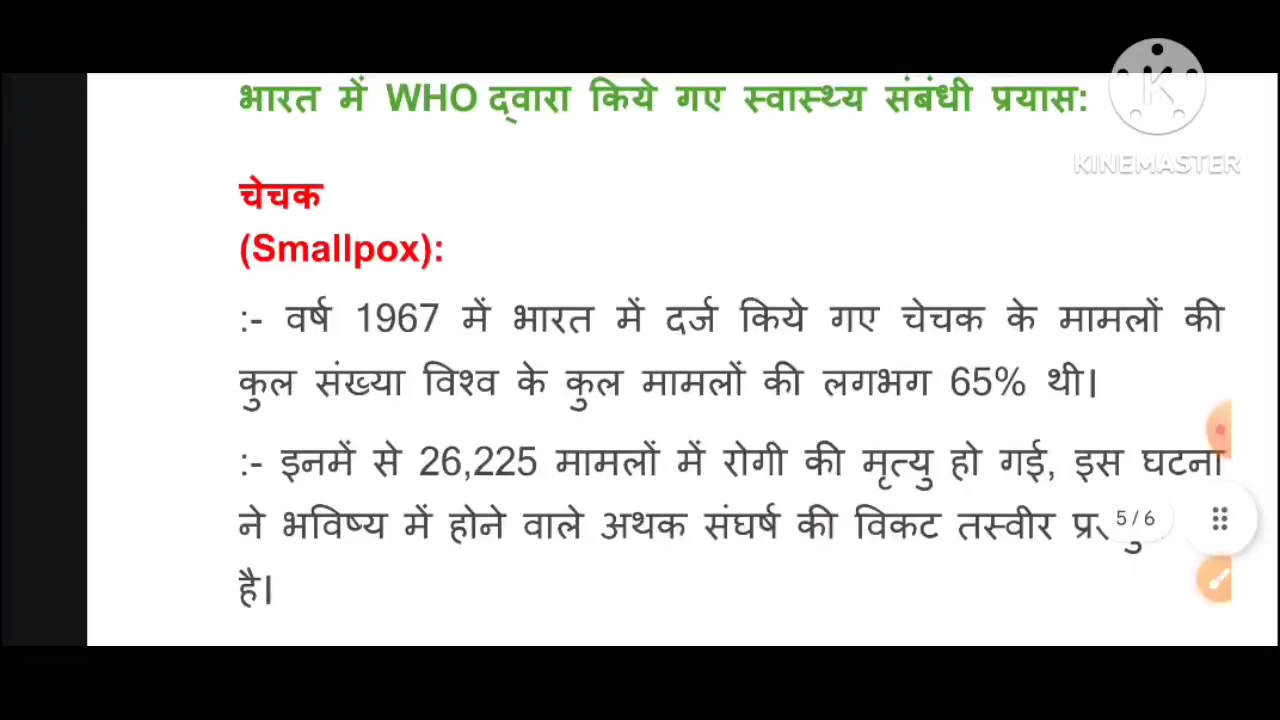 भारत में WHO द्वारा किये गए स्वास्थ्य संबंधी प्रयास:
KINEMASTER
चेचक
(Smallpox):
:- वर्ष 1967 में भारत में दर्ज किये गए चेचक के मामलों की
कुल संख्या विश्व के कुल मामलों की लगभग 65% थी।
:- इनमें से 26,225 मामलों में रोगी की मृत्यु हो गई, इस घटना
ने भविष्य में होने वाले अथक संघर्ष की विकट तस्वीर
5 / 6
है।